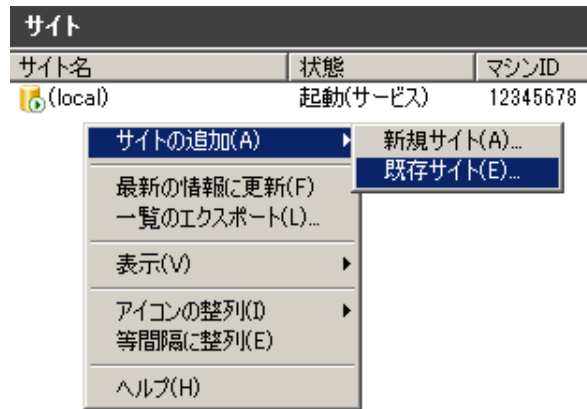 サイト
サイト名 状態 マシンID
(local) 起動(サービス) 12345678
サイトの追加(A) 新規サイト(A)...
既存サイト(E)...
最新の情報に更新(F)
一覧のエクスポート(L)...
表示(V)
アイコンの整列(I)
等間隔に整列(E)
ヘルプ(H)